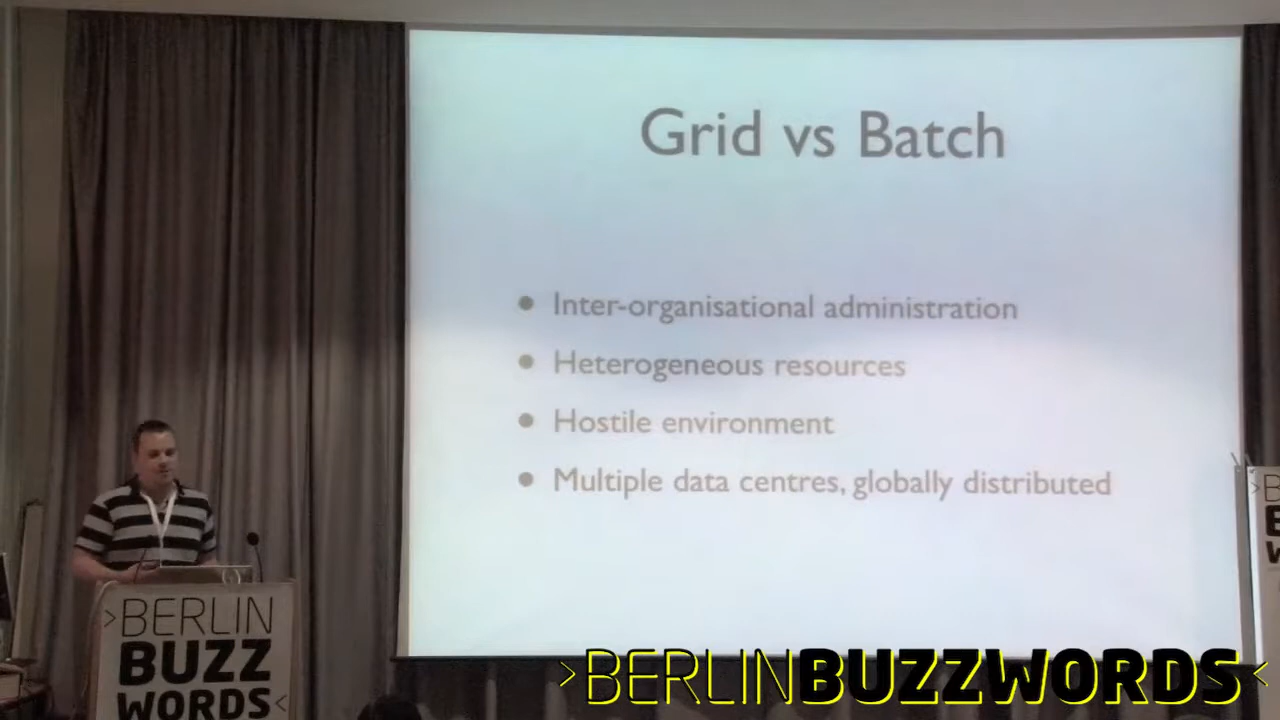 Grid vs Batch
• Inter-organisational administration
• Heterogeneous resources
• Hostile environment
• Multiple data centres, globally distributed
>BERLIN
BUZZ
WORDS<
>BERLINBUZZWORDS<